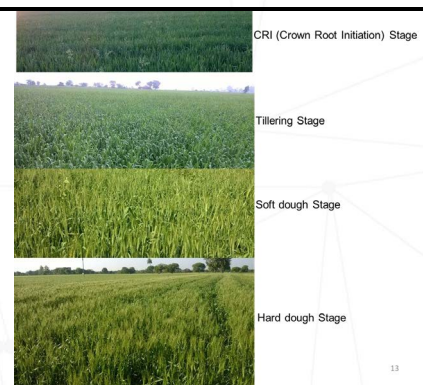 CRI (Crown Root Initiation) Stage
Tillering Stage
Soft dough Stage
Hard dough Stage
13